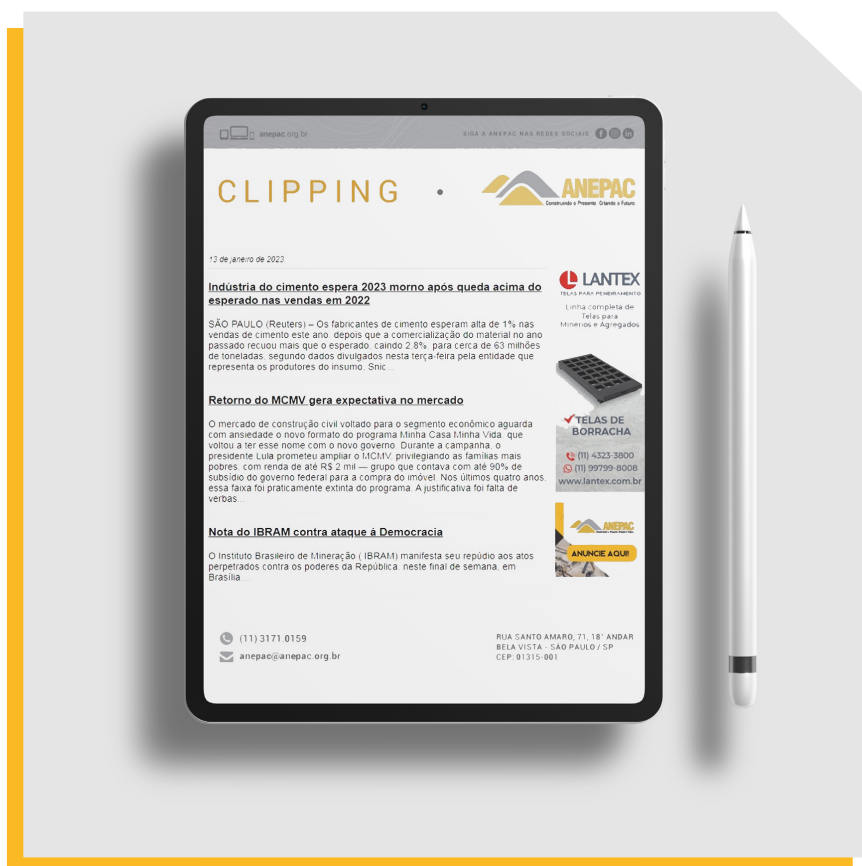 anepac.org.br
SIGA A ANEPAC NAS REDES SOCIAIS
CLIPPING
ANEPAC
Construindo o Presente Criando o Futuro
13 de janeiro de 2023
Indústria do cimento espera 2023 morno após queda acima do
esperado nas vendas em 2022
SÃO PAULO (Reuters) – Os fabricantes de cimento esperam alta de 1% nas
vendas de cimento este ano, depois que a comercialização do material no ano
passado recuou mais que o esperado, caindo 2,8%, para cerca de 63 milhões
de toneladas, segundo dados divulgados nesta terça-feira pela entidade que
representa os produtores do insumo, Snic...
Retorno do MCMV gera expectativa no mercado
O mercado de construção civil voltado para o segmento econômico aguarda
com ansiedade o novo formato do programa Minha Casa Minha Vida, que
voltou a ter esse nome com o novo governo. Durante a campanha, o
presidente Lula prometeu ampliar o MCMV, privilegiando as famílias mais
pobres, com renda de até R$ 2 mil — grupo que contava com até 90% de
subsídio do governo federal para a compra do imóvel. Nos últimos quatro anos,
essa faixa foi praticamente extinta do programa. A justificativa foi falta de
verbas...
Nota do IBRAM contra ataque à Democracia
O Instituto Brasileiro de Mineração ( IBRAM) manifesta seu repúdio aos atos
perpetrados contra os poderes da República, neste final de semana, em
Brasília....
LANTEX
TELAS PARA PENEIRAMENTO
Linha completa de
Telas para
Minérios e Agregados
TELAS DE
BORRACHA
(11) 4323-3800
(11) 99799-8008
www.lantex.com.br
ANEPAC
ANUNCIE AQUI!
(11) 3171.0159
anepac@anepac.org.br
RUA SANTO AMARO, 71, 18° ANDAR
BELA VISTA - SÃO PAULO / SP
CEP: 01315-001